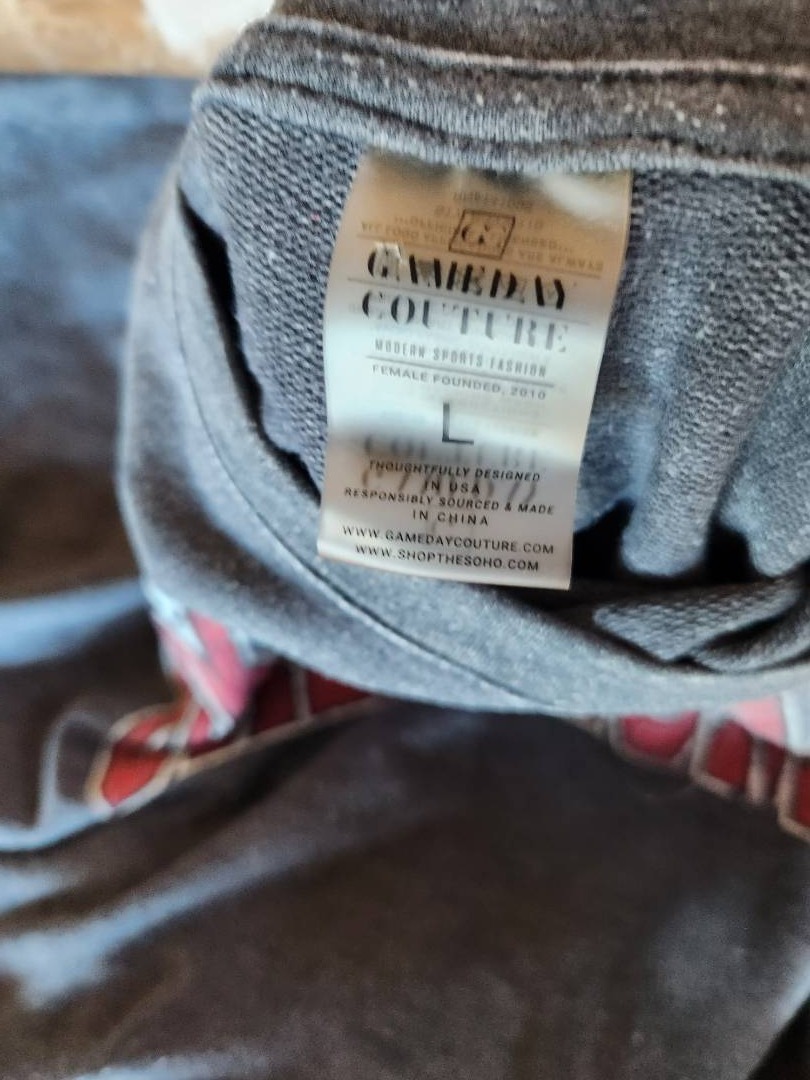 GC
GAMEDAY
COUTURE
MODERN SPORTS FASHION
FEMALE FOUNDED, 2010
L
THOUGHTFULLY DESIGNED
IN USA
RESPONSIBLY SOURCED & MADE
IN CHINA
WWW.GAMEDAYCOUTURE.COM
WWW.SHOPTHESOHO.COM